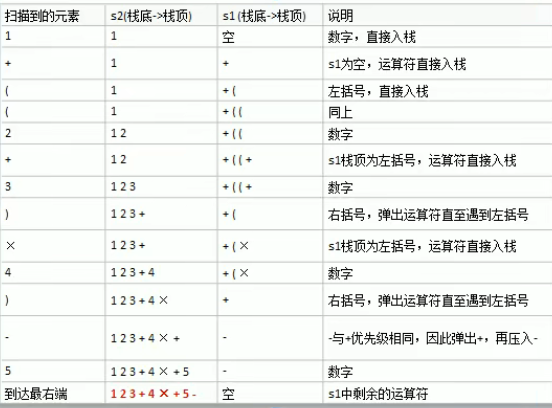 扫描到的元素 s2(栈底->栈顶) s1 (栈底->栈顶) 说明
1 1 空 数字，直接入栈
+ 1 + s1为空，运算符直接入栈
( 1 + ( 左括号，直接入栈
( 1 + ( ( 同上
2 1 2 + ( ( 数字
+ 1 2 + ( ( + s1栈顶为左括号，运算符直接入栈
3 1 2 3 + ( ( + 数字
) 1 2 3 + + ( 右括号，弹出运算符直至遇到左括号
× 1 2 3 + + ( × s1栈顶为左括号，运算符直接入栈
4 1 2 3 + 4 + ( × 数字
) 1 2 3 + 4 × + 右括号，弹出运算符直至遇到左括号
- 1 2 3 + 4 × + - -与+优先级相同，因此弹出+，再压入-
5 1 2 3 + 4 × + 5 - 数字
到达最右端 1 2 3 + 4 × + 5 - 空 s1中剩余的运算符